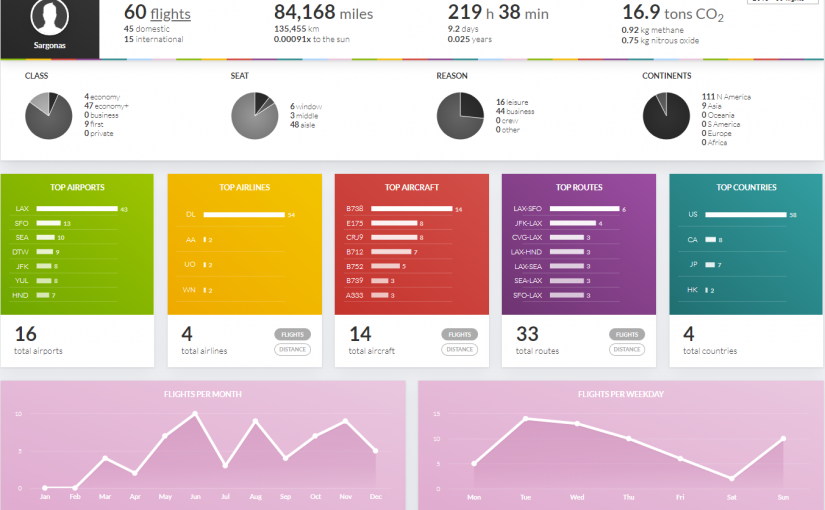 60 flights
45 domestic
15 international
84,168 miles
135,455 km
0.00091x to the sun
219 h 38 min
9.2 days
0.025 years
16.9 tons CO2
0.92 kg methane
0.75 kg nitrous oxide
Sargonas
CLASS
4 economy
47 economy+
0 business
9 first
0 private
SEAT
6 window
3 middle
48 aisle
REASON
16 leisure
44 business
0 crew
0 other
CONTINENTS
111 N America
9 Asia
0 Oceania
0 S America
0 Europe
0 Africa
TOP AIRPORTS
LAX 43
SFO 13
SEA 10
DTW 9
JFK 8
YUL 8
HND 7
16
total airports
TOP AIRLINES
DL 54
AA 2
UO 2
WN 2
4
total airlines
FLIGHTS
DISTANCE
TOP AIRCRAFT
B738 14
E175 8
CRJ9 8
B712 7
B752 5
B739 3
A333 3
14
total aircraft
FLIGHTS
DISTANCE
TOP ROUTES
LAX-SFO 6
JFK-LAX 4
CVG-LAX 3
LAX-HND 3
LAX-SEA 3
SEA-LAX 3
SFO-LAX 3
33
total routes
FLIGHTS
DISTANCE
TOP COUNTRIES
US 58
CA 8
JP 7
HK 2
4
total countries
FLIGHTS PER MONTH
10
5
0
Jan Feb Mar Apr May Jun Jul Aug Sep Oct Nov Dec
FLIGHTS PER WEEKDAY
15
10
5
0
Mon Tue Wed Thu Fri Sat Sun